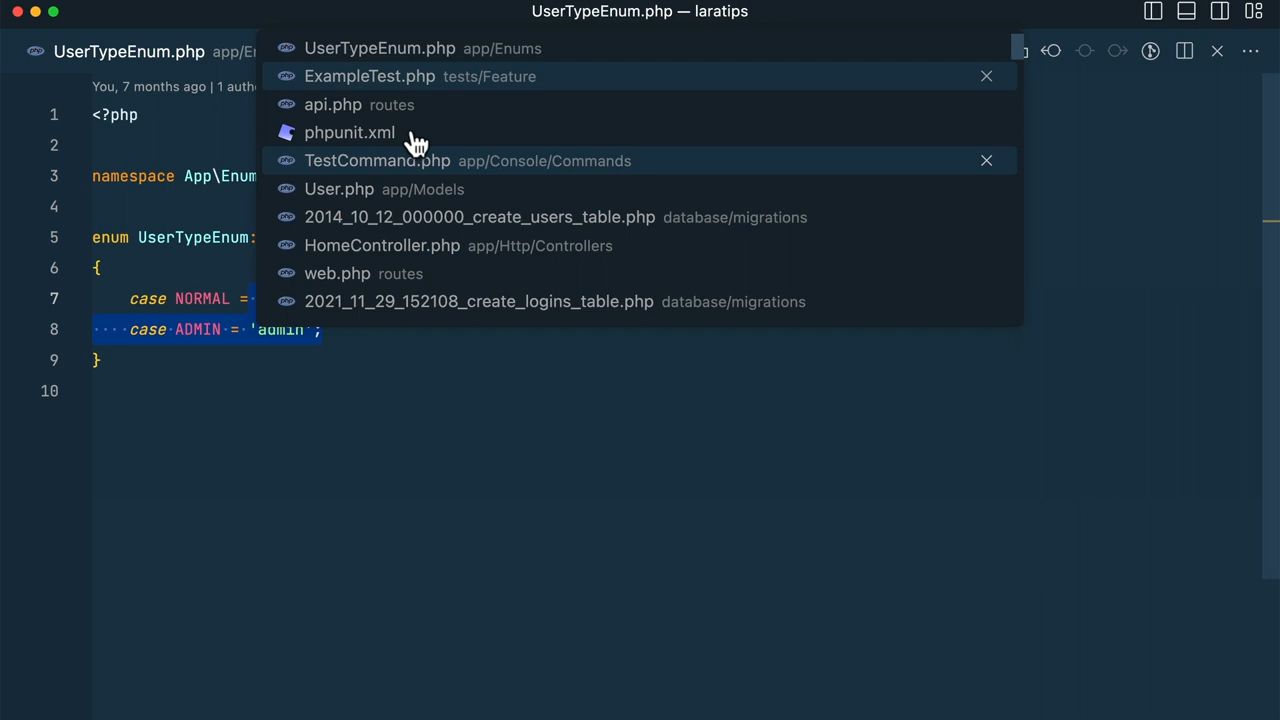 UserTypeEnum.php — laratips
UserTypeEnum.php app/E
UserTypeEnum.php app/Enums
ExampleTest.php tests/Feature
api.php routes
phpunit.xml
TestCommand.php app/Console/Commands
User.php app/Models
2014_10_12_000000_create_users_table.php database/migrations
HomeController.php app/Http/Controllers
web.php routes
2021_11_29_152108_create_logins_table.php database/migrations
You, 7 months ago | 1 autho
1 <?php
2
3 namespace App\Enum
4
5 enum UserTypeEnum:
6 {
7 case NORMAL =
8 ····case·ADMIN·=·'admin';
9 }
10